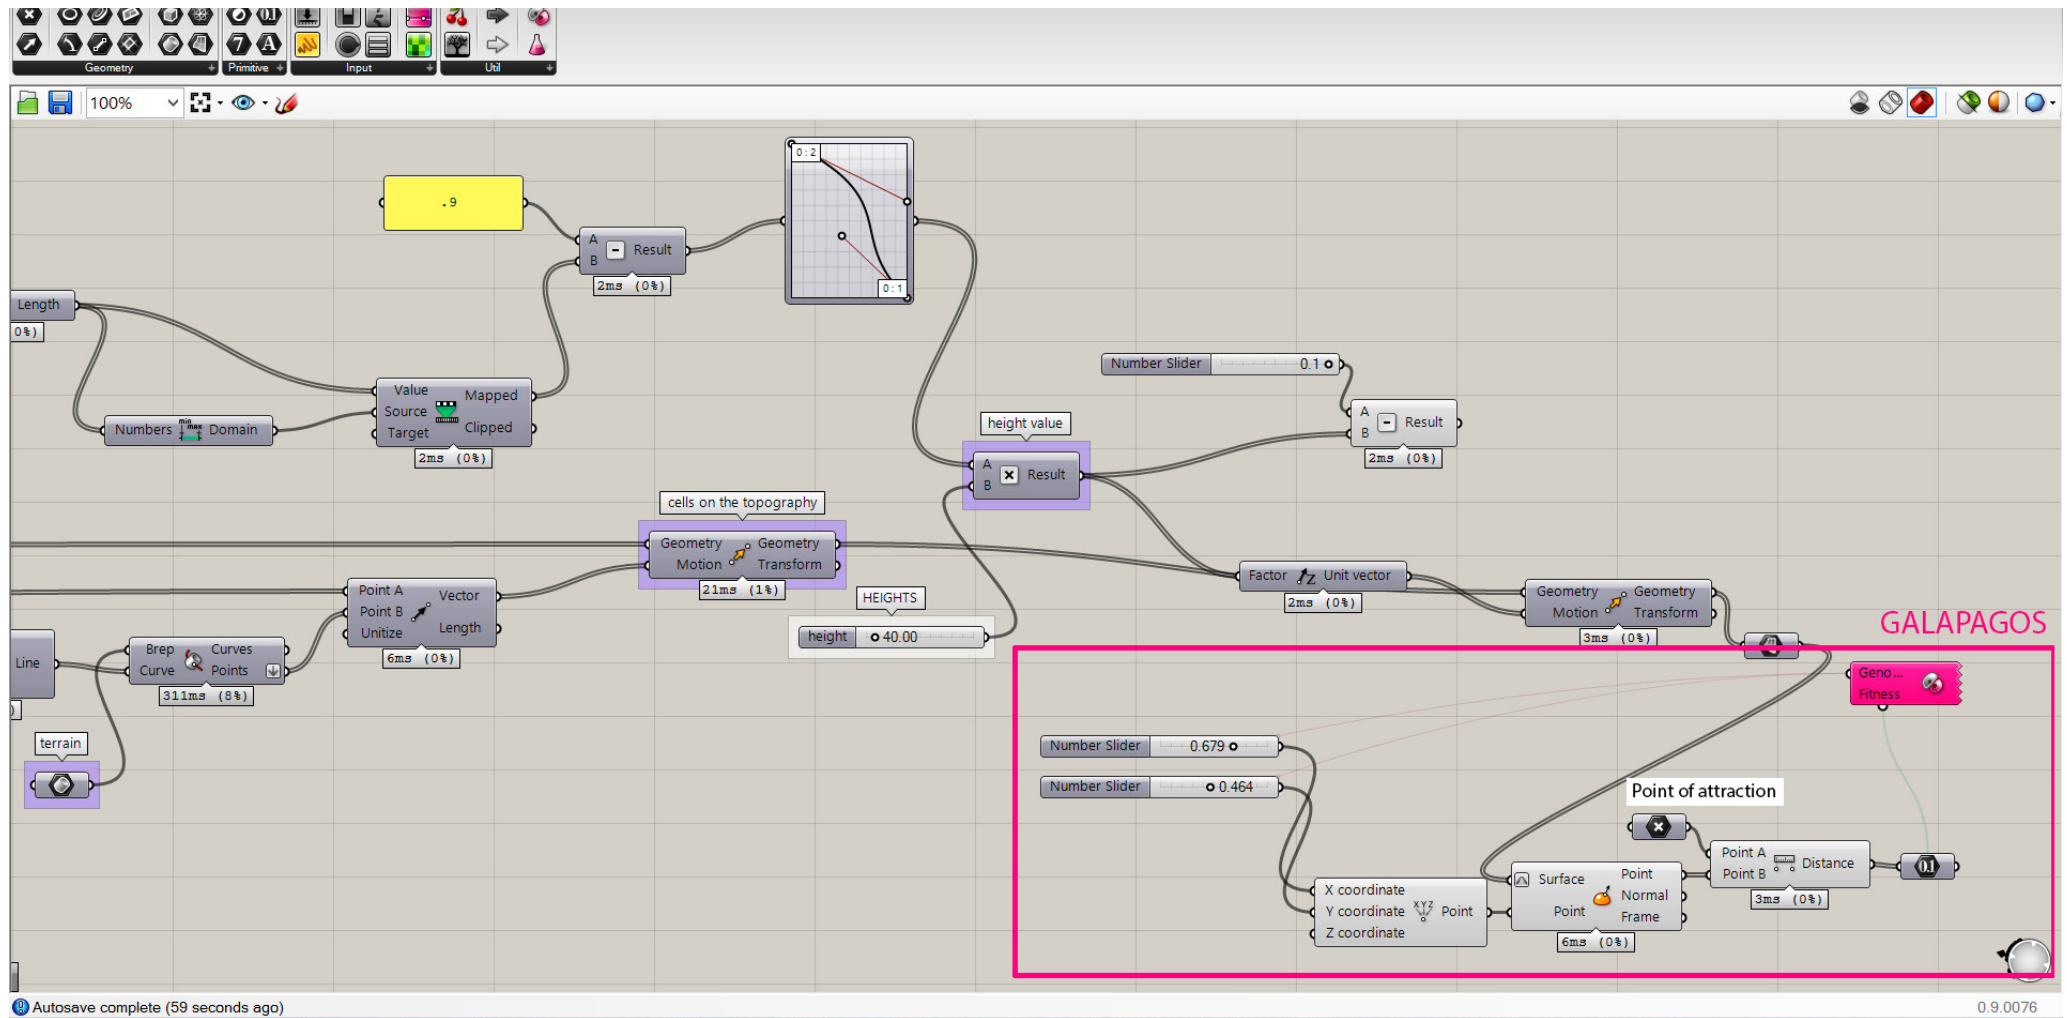 Geometry
Primitive
Input
Util
100%
0 : 2
.9
A
B
Result
2ms (0%)
0 : 1
Length
0%)
Number Slider 0.1
Value
Source
Target
Mapped
Clipped
2ms (0%)
Numbers
min
max
Domain
A
B
Result
2ms (0%)
height value
A
B
Result
cells on the topography
Geometry
Motion
Geometry
Transform
21ms (1%)
Point A
Point B
Unitize
Vector
Length
6ms (0%)
HEIGHTS
height 40.00
Factor
Z
Unit vector
2ms (0%)
Geometry
Motion
Geometry
Transform
3ms (0%)
GALAPAGOS
Line
)
Brep
Curve
Curves
Points
311ms (8%)
terrain
Geno...
Fitness
Number Slider 0.679
Number Slider 0.464
Point of attraction
Point A
Point B
Distance
3ms (0%)
0.1
X coordinate
Y coordinate
Z coordinate
XYZ
Point
Surface
Point
Point
Normal
Frame
6ms (0%)
Autosave complete (59 seconds ago)
0.9.0076